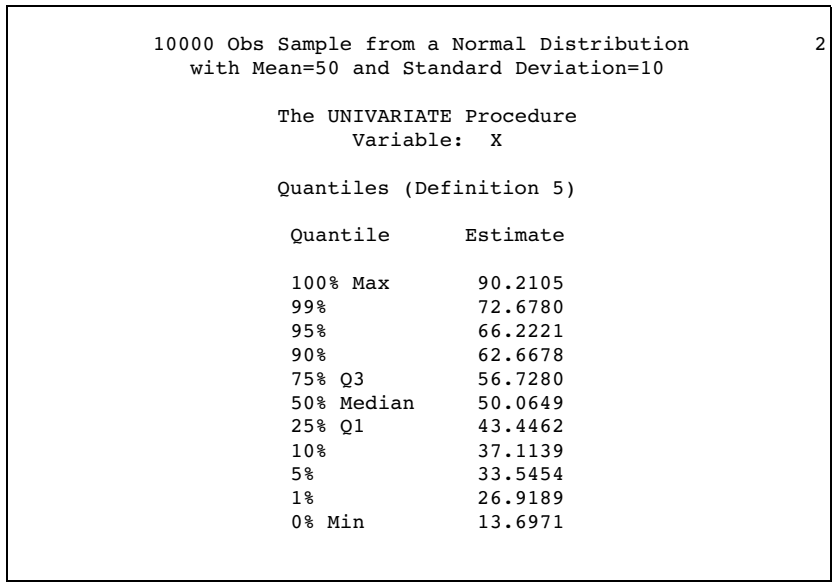 10000 Obs Sample from a Normal Distribution 2
with Mean=50 and Standard Deviation=10
The UNIVARIATE Procedure
Variable: X
Quantiles (Definition 5)
Quantile Estimate
100% Max 90.2105
99% 72.6780
95% 66.2221
90% 62.6678
75% Q3 56.7280
50% Median 50.0649
25% Q1 43.4462
10% 37.1139
5% 33.5454
1% 26.9189
0% Min 13.6971